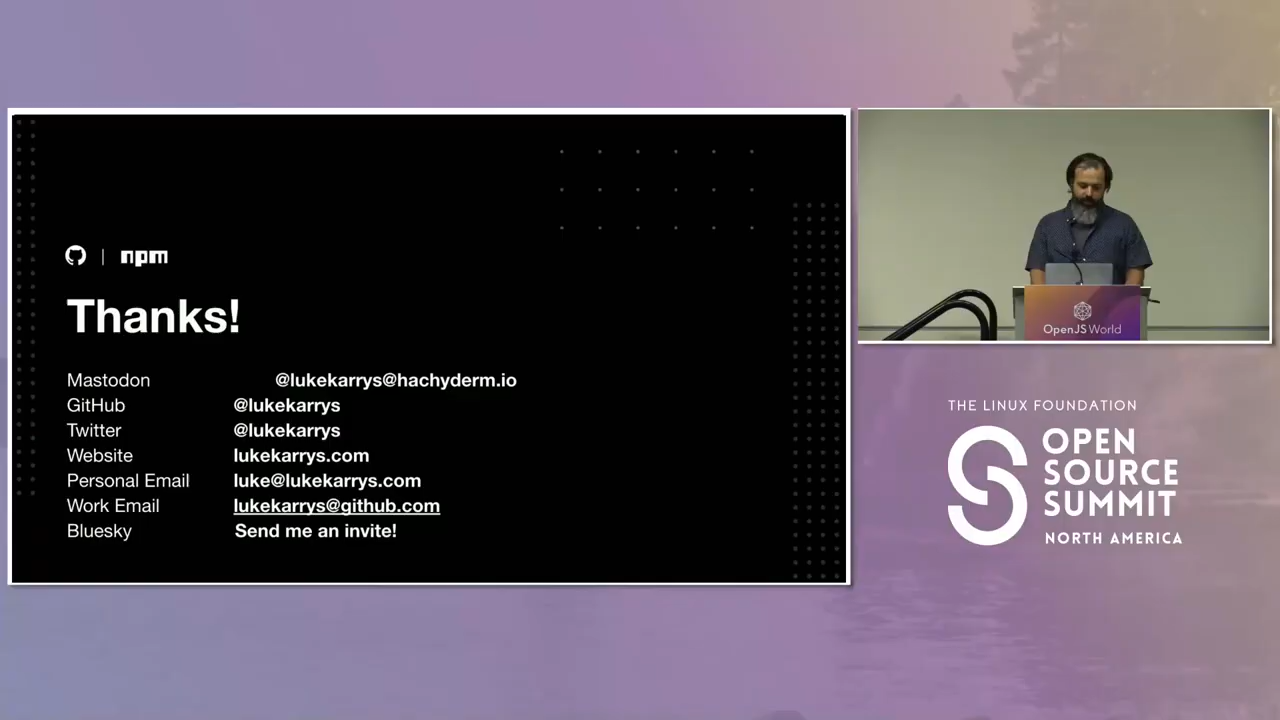 npm
Thanks!
Mastodon @lukekarrys@hachyderm.io
GitHub @lukekarrys
Twitter @lukekarrys
Website lukekarrys.com
Personal Email luke@lukekarrys.com
Work Email lukekarrys@github.com
Bluesky Send me an invite!
OpenJS World
THE LINUX FOUNDATION
OPEN
SOURCE
SUMMIT
NORTH AMERICA